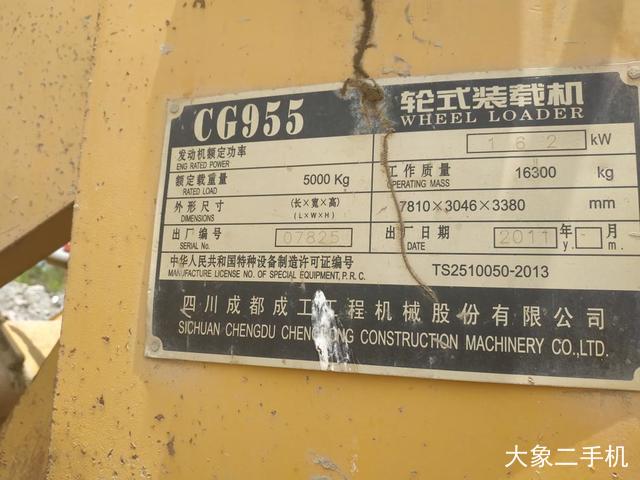 CG955 轮式装载机
WHEEL LOADER
发动机额定功率 162 kW
ENG RATED POWER
额定载重量 5000 Kg 工作质量 16300 kg
RATED LOAD OPERATING MASS
外形尺寸 (长×宽×高) 7810×3046×3380 mm
DIMENSIONS (L×W×H)
出厂编号 07825 出厂日期 2011 年 - 月
SERIAL No. DATE y. m.
中华人民共和国特种设备制造许可证编号 TS2510050-2013
MANUFACTURE LICENSE NO. OF SPECIAL EQUIPMENT, P.R.C.
四川成都成工工程机械股份有限公司
SICHUAN CHENGDU CHENGGONG CONSTRUCTION MACHINERY CO.,LTD.
大象二手机